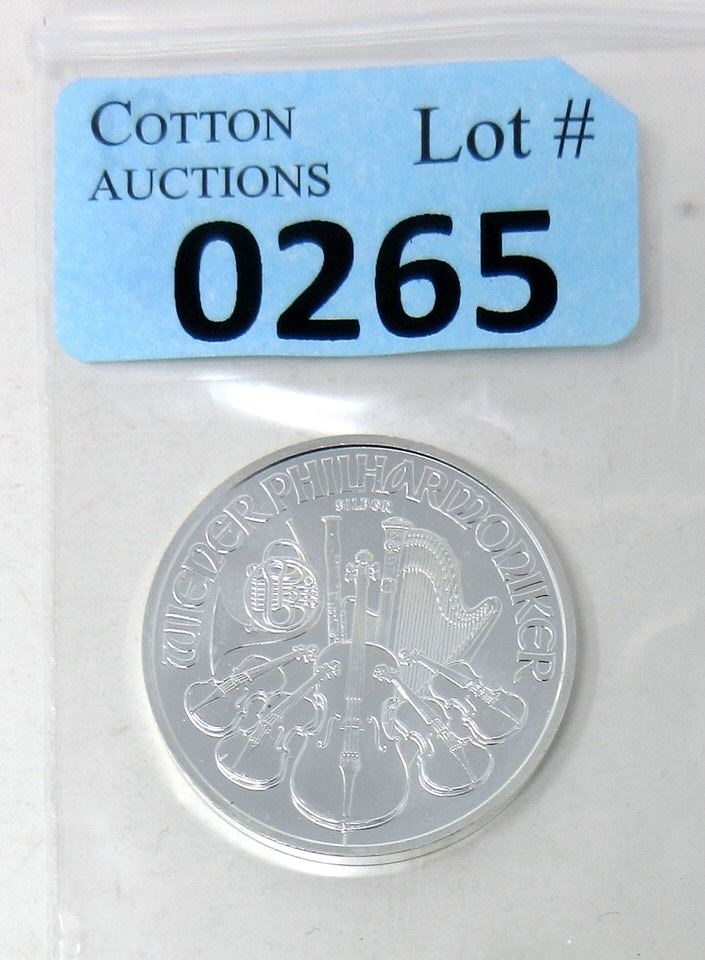 COTTON
AUCTIONS
Lot #
0265
WIENER PHILHARMONIKER
SILBER